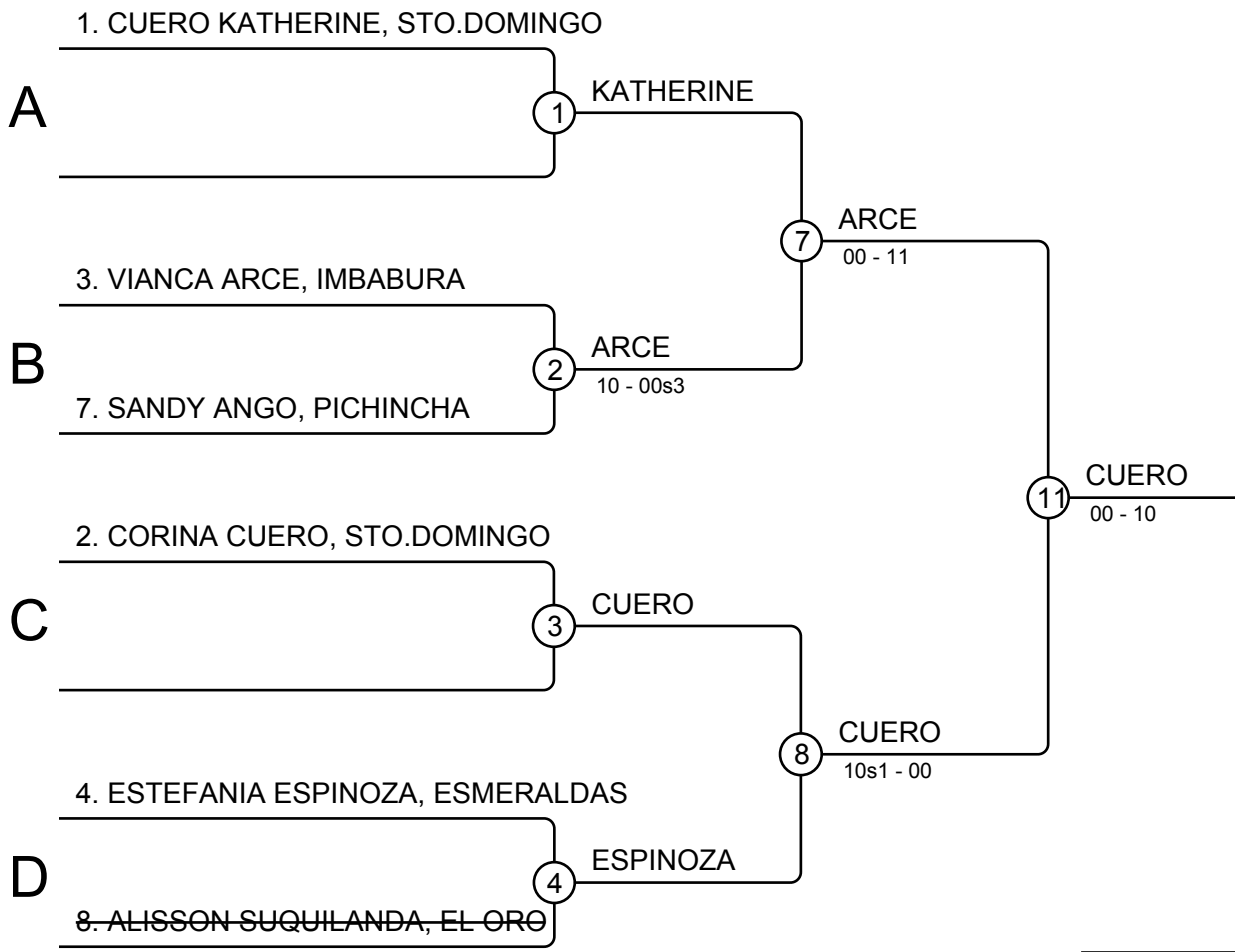 1. CUERO KATHERINE, STO.DOMINGO
A
1
KATHERINE
7
ARCE
00 - 11
3. VIANCA ARCE, IMBABURA
B
2
ARCE
10 - 00s3
7. SANDY ANGO, PICHINCHA
11
CUERO
00 - 10
2. CORINA CUERO, STO.DOMINGO
C
3
CUERO
8
CUERO
10s1 - 00
4. ESTEFANIA ESPINOZA, ESMERALDAS
D
4
ESPINOZA
8. ALISSON SUQUILANDA, EL ORO